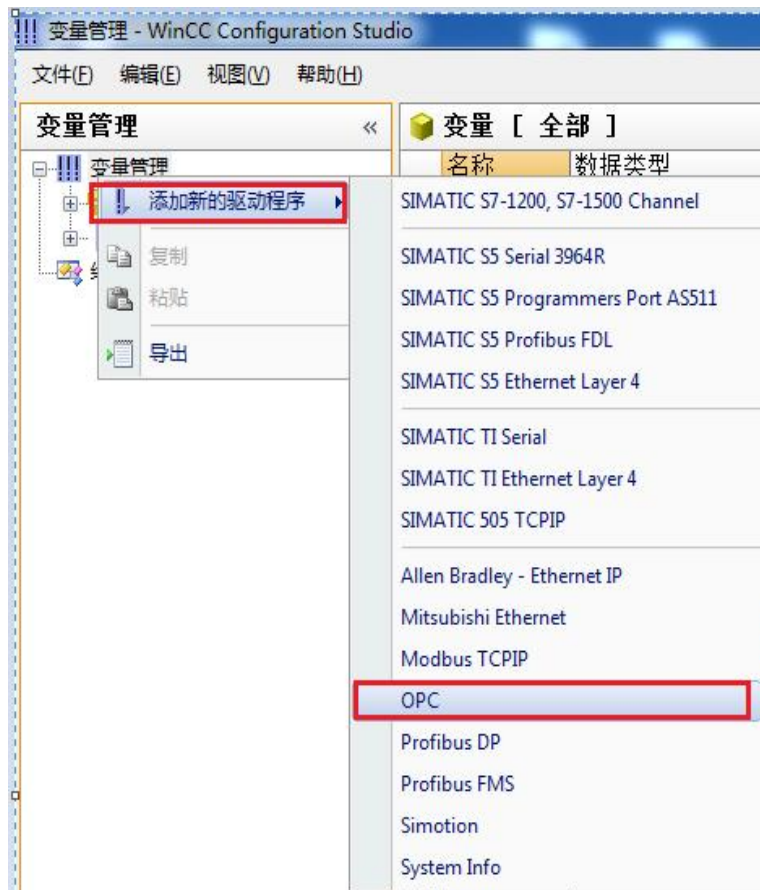 变量管理 - WinCC Configuration Studio
文件(F) 编辑(E) 视图(V) 帮助(H)
变量管理 «
变量 [ 全部 ]
名称 数据类型
变量管理
添加新的驱动程序
复制
粘贴
导出
SIMATIC S7-1200, S7-1500 Channel
SIMATIC S5 Serial 3964R
SIMATIC S5 Programmers Port AS511
SIMATIC S5 Profibus FDL
SIMATIC S5 Ethernet Layer 4
SIMATIC TI Serial
SIMATIC TI Ethernet Layer 4
SIMATIC 505 TCPIP
Allen Bradley - Ethernet IP
Mitsubishi Ethernet
Modbus TCPIP
OPC
Profibus DP
Profibus FMS
Simotion
System Info